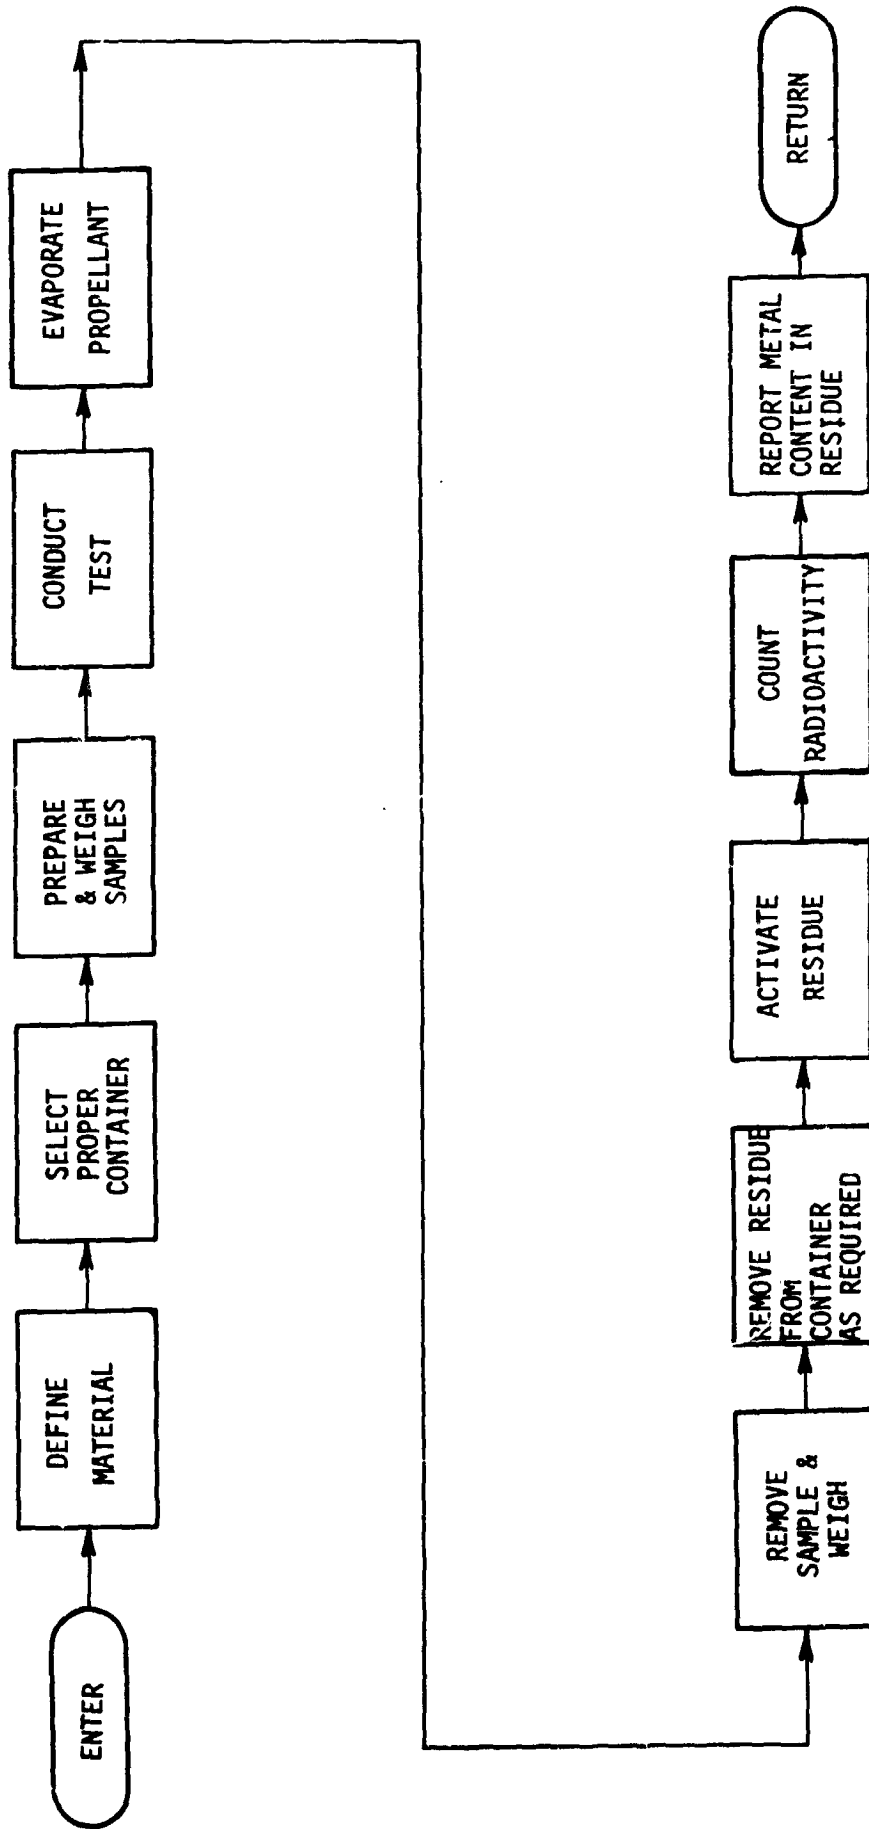 ENTER
DEFINE
MATERIAL
SELECT
PROPER
CONTAINER
PREPARE
& WEIGH
SAMPLES
CONDUCT
TEST
EVAPORATE
PROPELLANT
REMOVE
SAMPLE &
WEIGH
REMOVE RESIDUE
FROM
CONTAINER
AS REQUIRED
ACTIVATE
RESIDUE
COUNT
RADIOACTIVITY
REPORT METAL
CONTENT IN
RESIDUE
RETURN